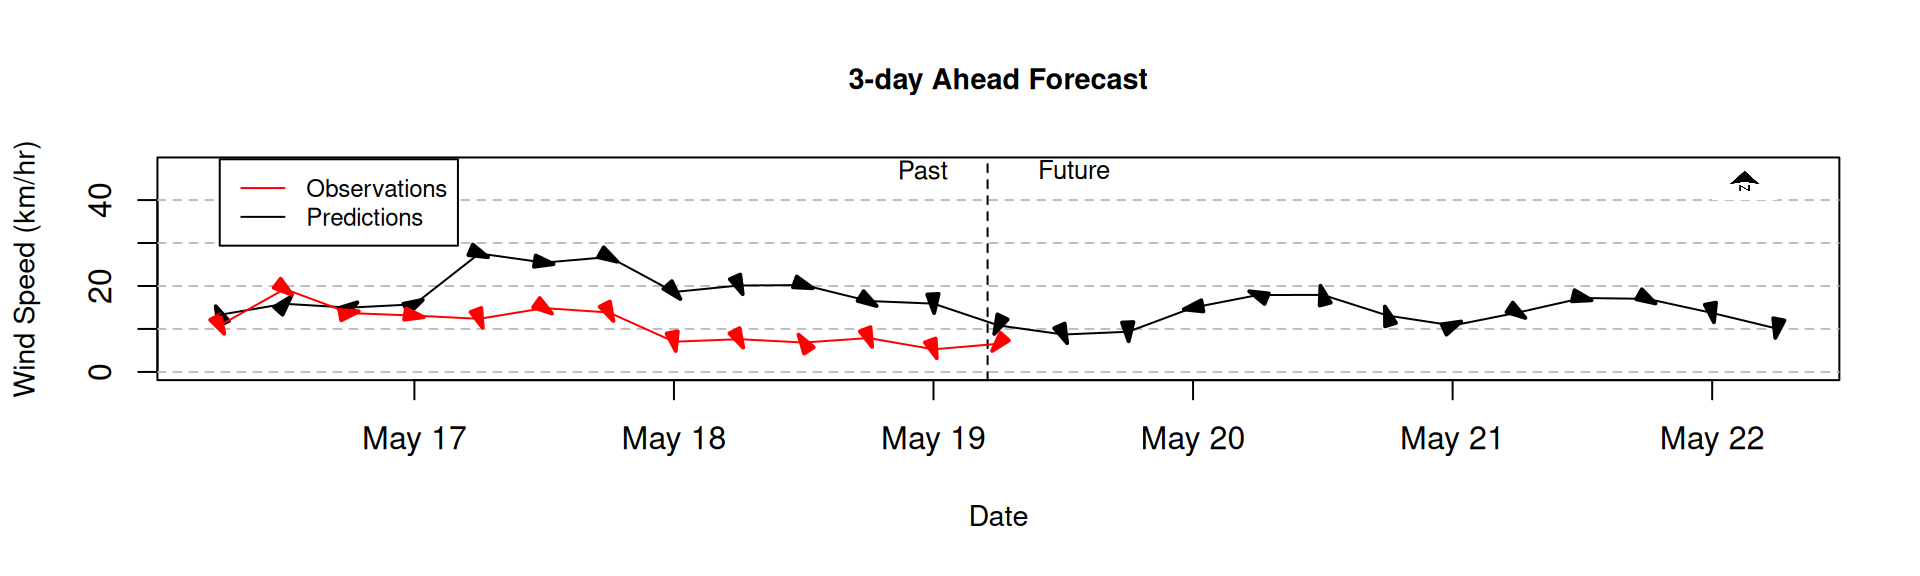 3-day Ahead Forecast
Past
Future
Observations
Predictions
N
Wind Speed (km/hr)
40
20
0
May 17
May 18
May 19
May 20
May 21
May 22
Date